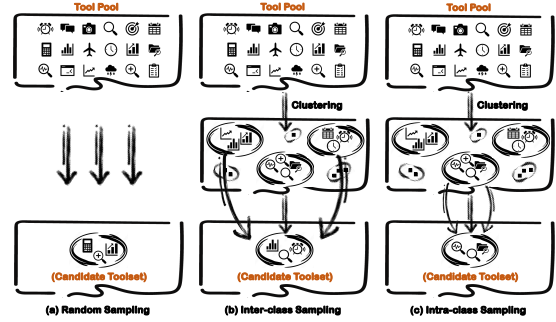 Tool Pool Tool Pool Tool Pool
Clustering Clustering
(Candidate Toolset) (Candidate Toolset) (Candidate Toolset)
(a) Random Sampling (b) Inter-class Sampling (c) Intra-class Sampling